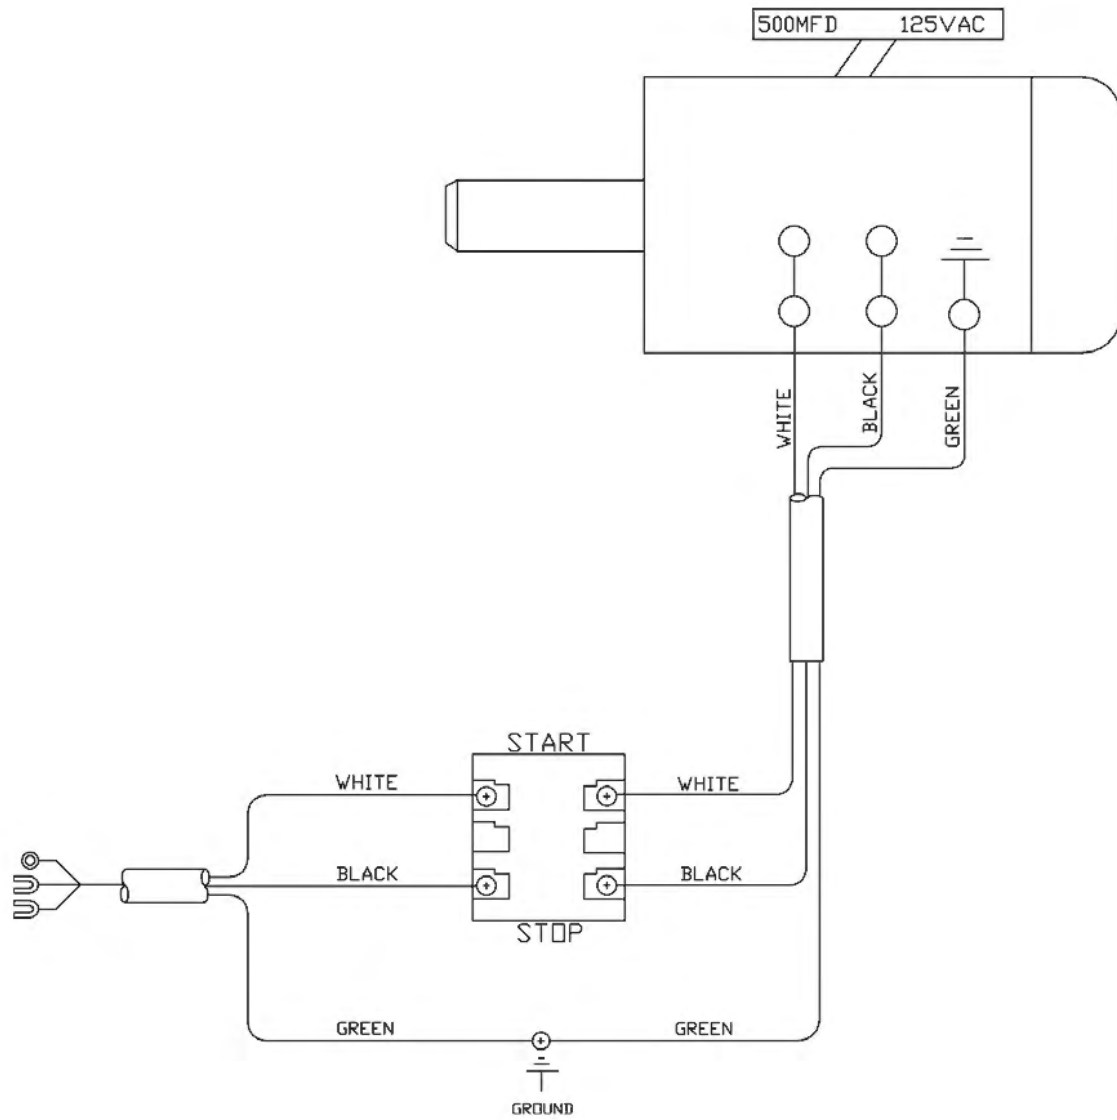 500MFD 125VAC
WHITE
BLACK
GREEN
START
WHITE
WHITE
BLACK
BLACK
STOP
GREEN
GREEN
GROUND